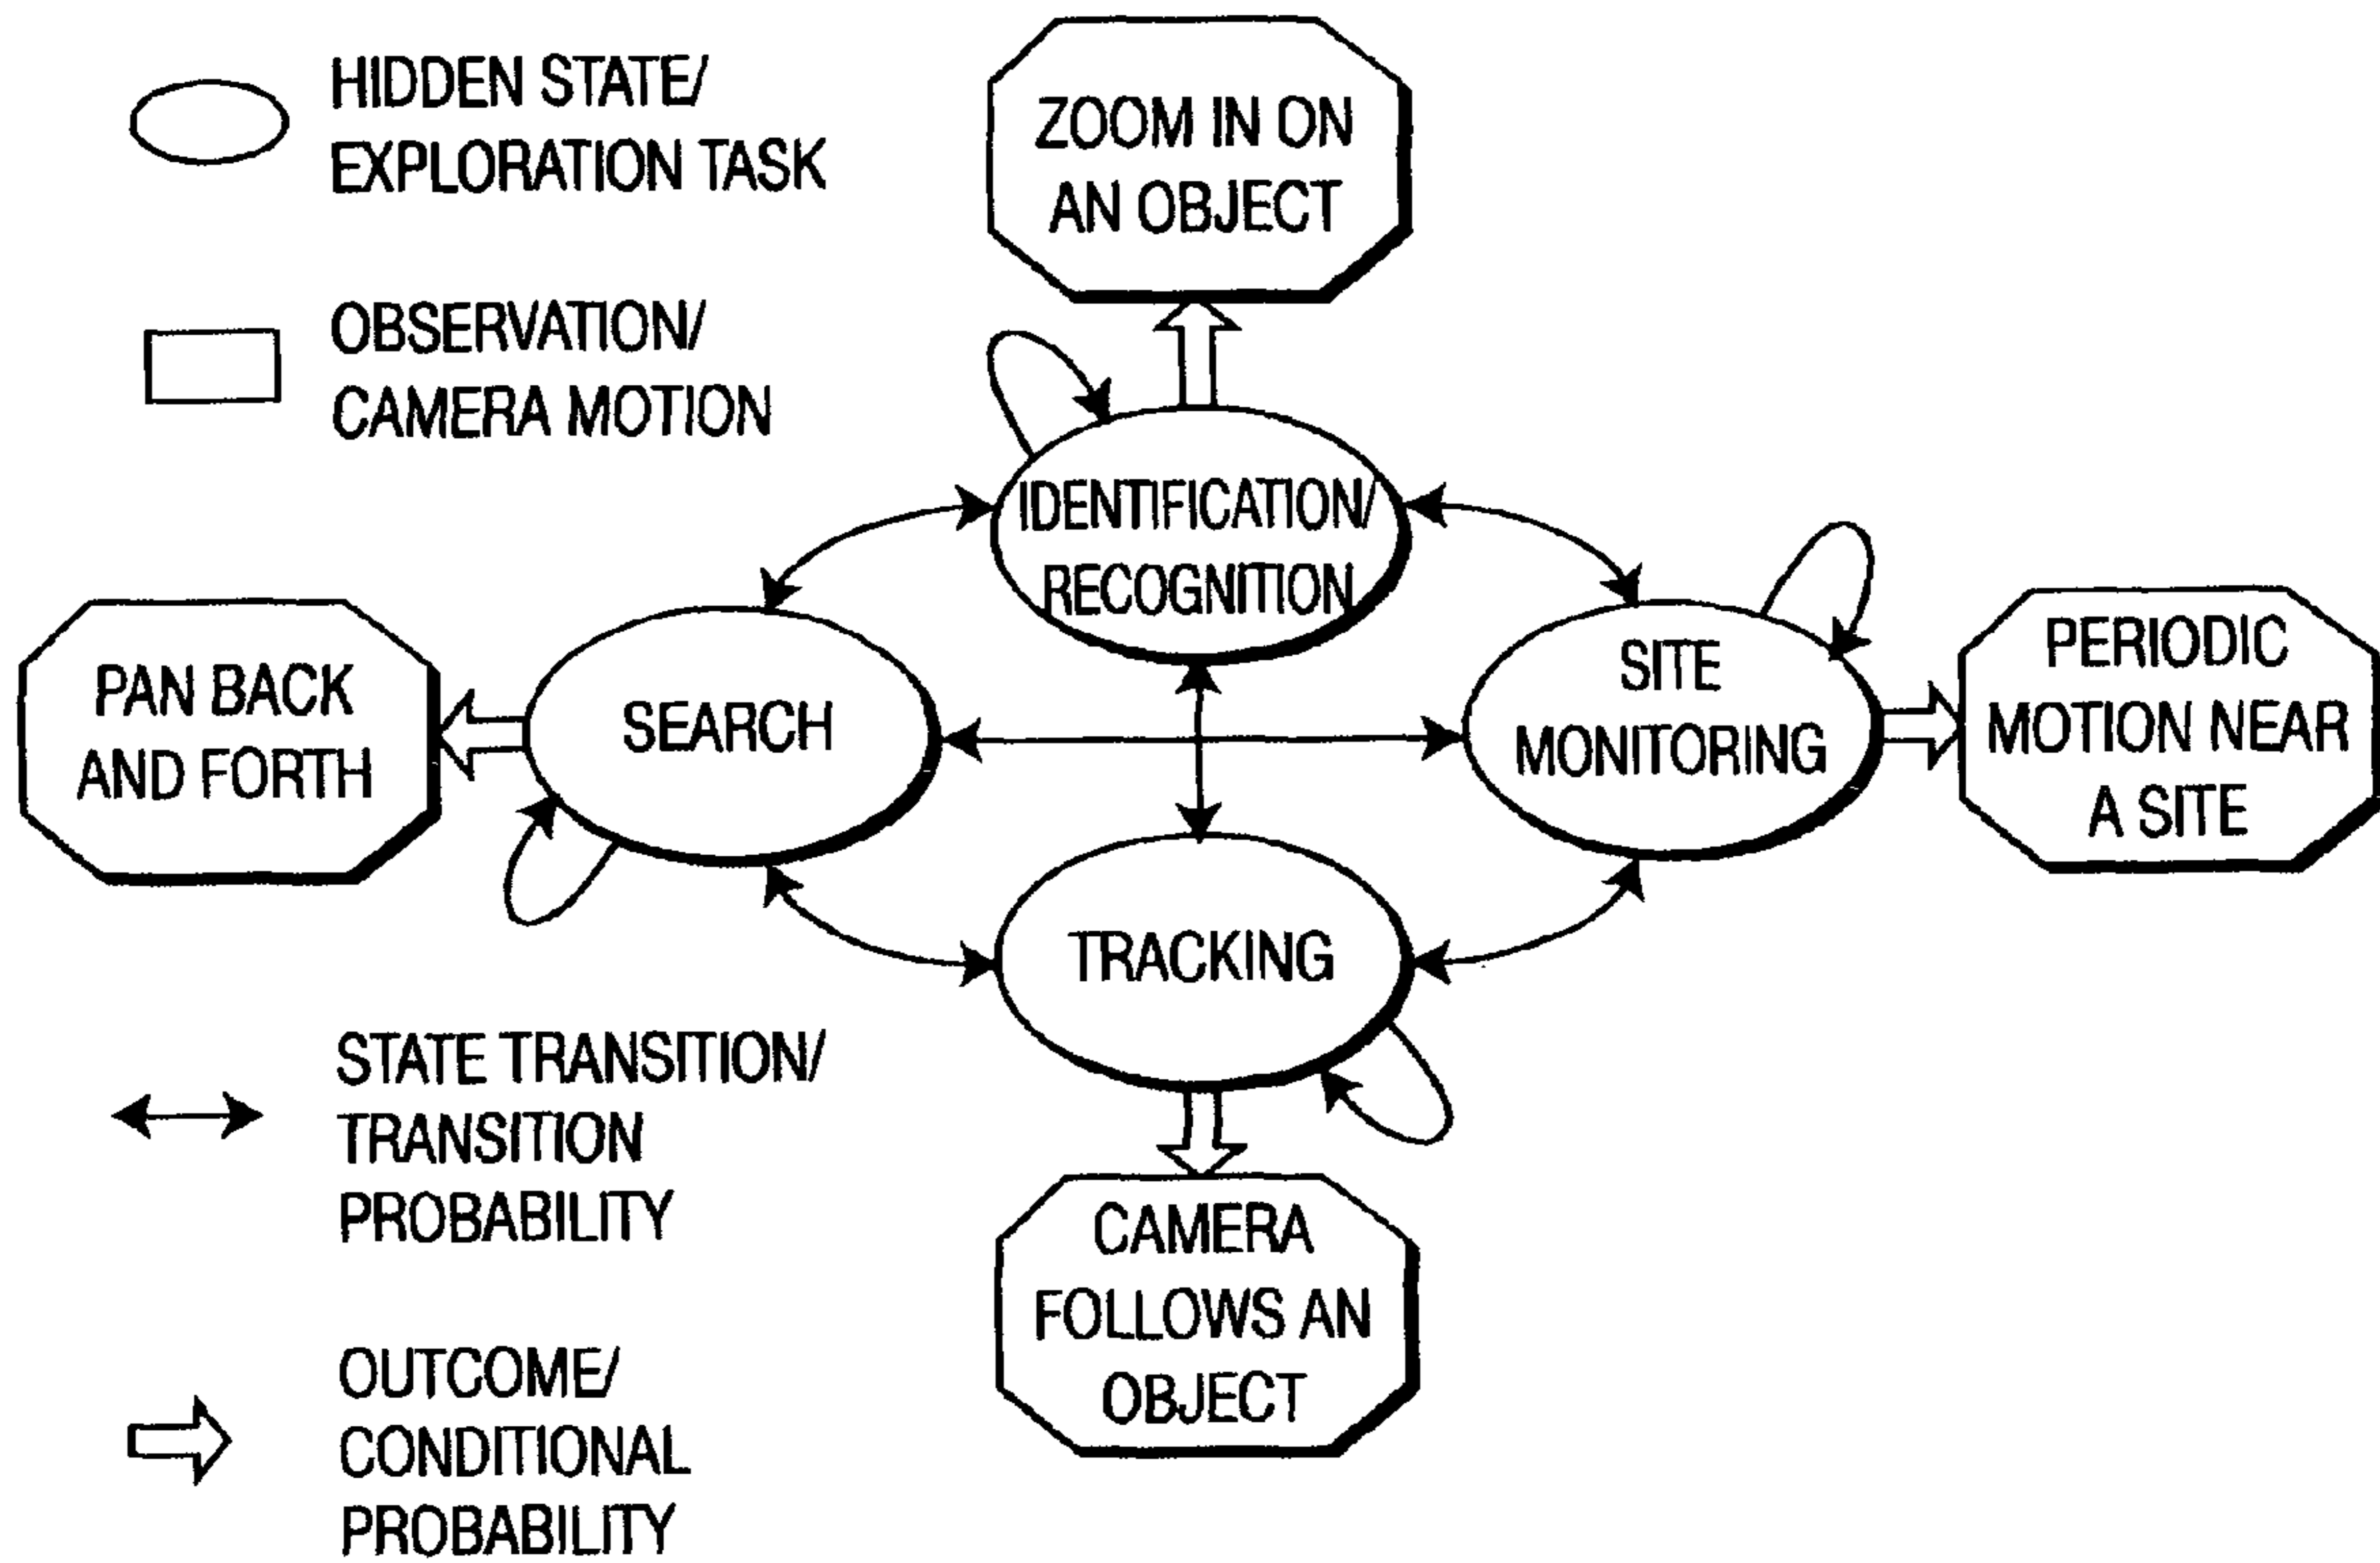 HIDDEN STATE/
EXPLORATION TASK
OBSERVATION/
CAMERA MOTION
ZOOM IN ON
AN OBJECT
IDENTIFICATION/
RECOGNITION
PAN BACK
AND FORTH
SEARCH
SITE
MONITORING
PERIODIC
MOTION NEAR
A SITE
TRACKING
CAMERA
FOLLOWS AN
OBJECT
STATE TRANSITION/
TRANSITION
PROBABILITY
OUTCOME/
CONDITIONAL
PROBABILITY